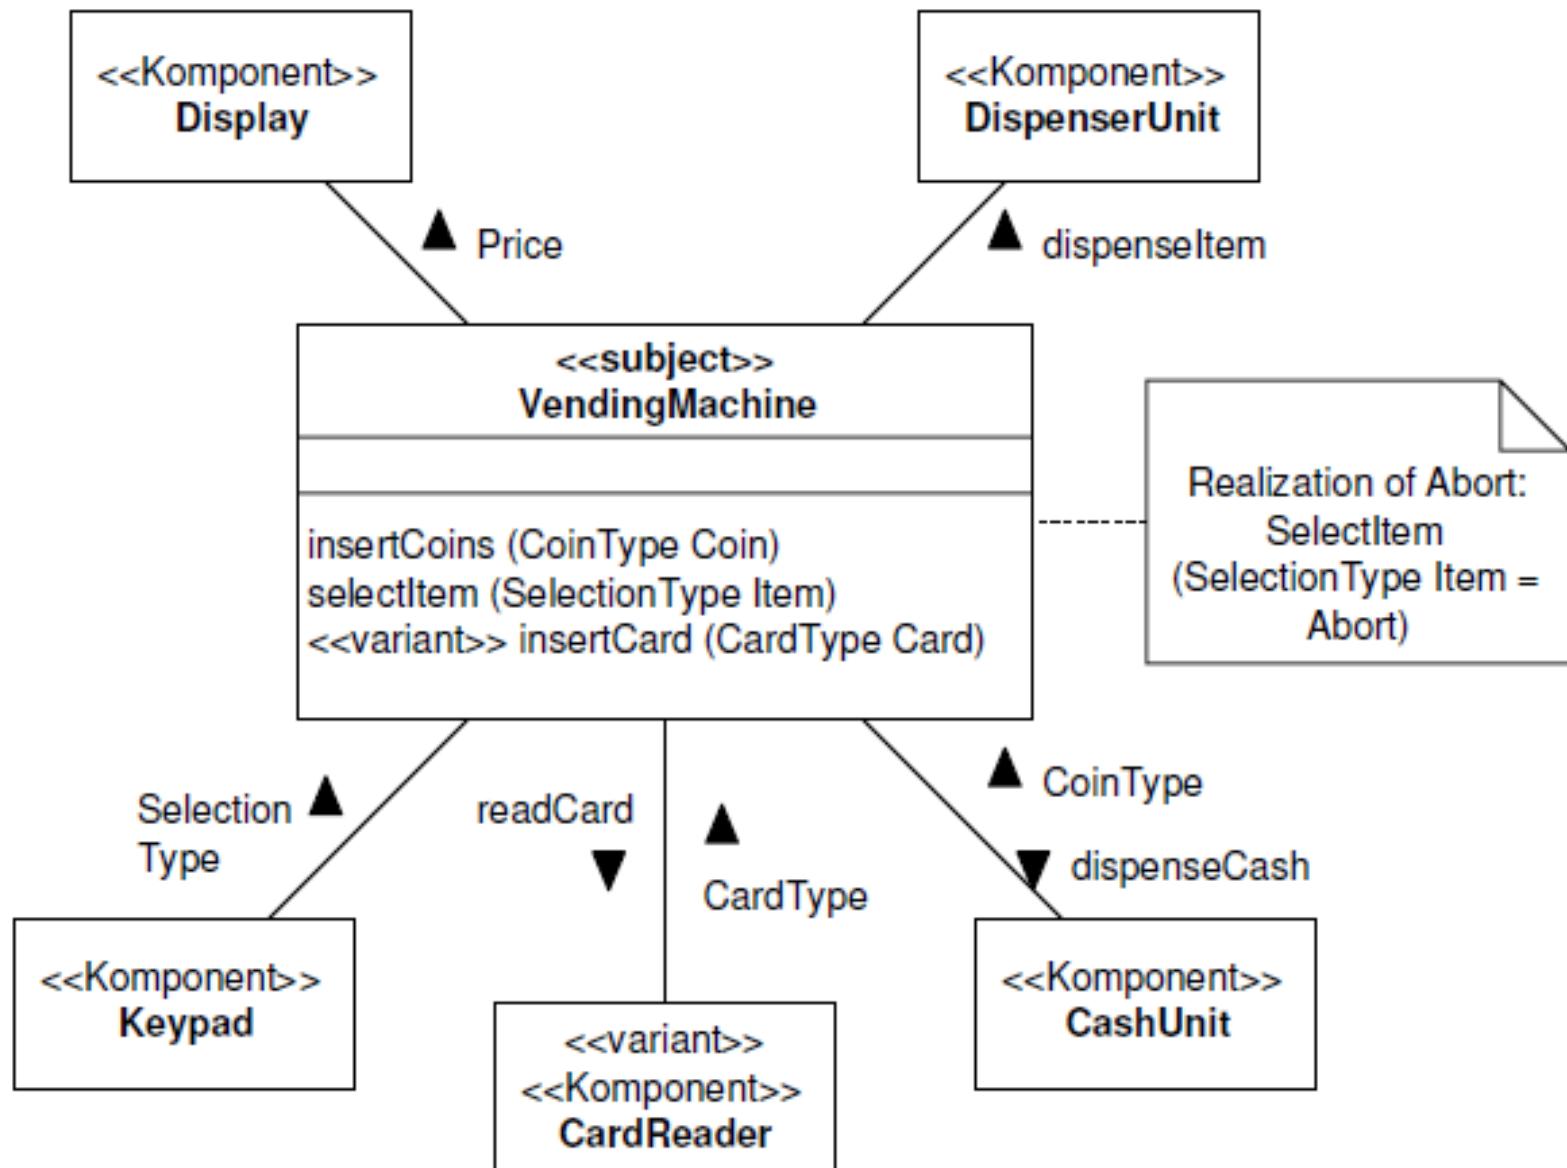 <<Komponent>>
Display
<<Komponent>>
DispenserUnit
Price
dispenseItem
<<subject>>
VendingMachine
insertCoins (CoinType Coin)
selectItem (SelectionType Item)
<<variant>> insertCard (CardType Card)
Realization of Abort:
SelectItem
(SelectionType Item =
Abort)
Selection
Type
readCard
CardType
CoinType
dispenseCash
<<Komponent>>
Keypad
<<variant>>
<<Komponent>>
CardReader
<<Komponent>>
CashUnit